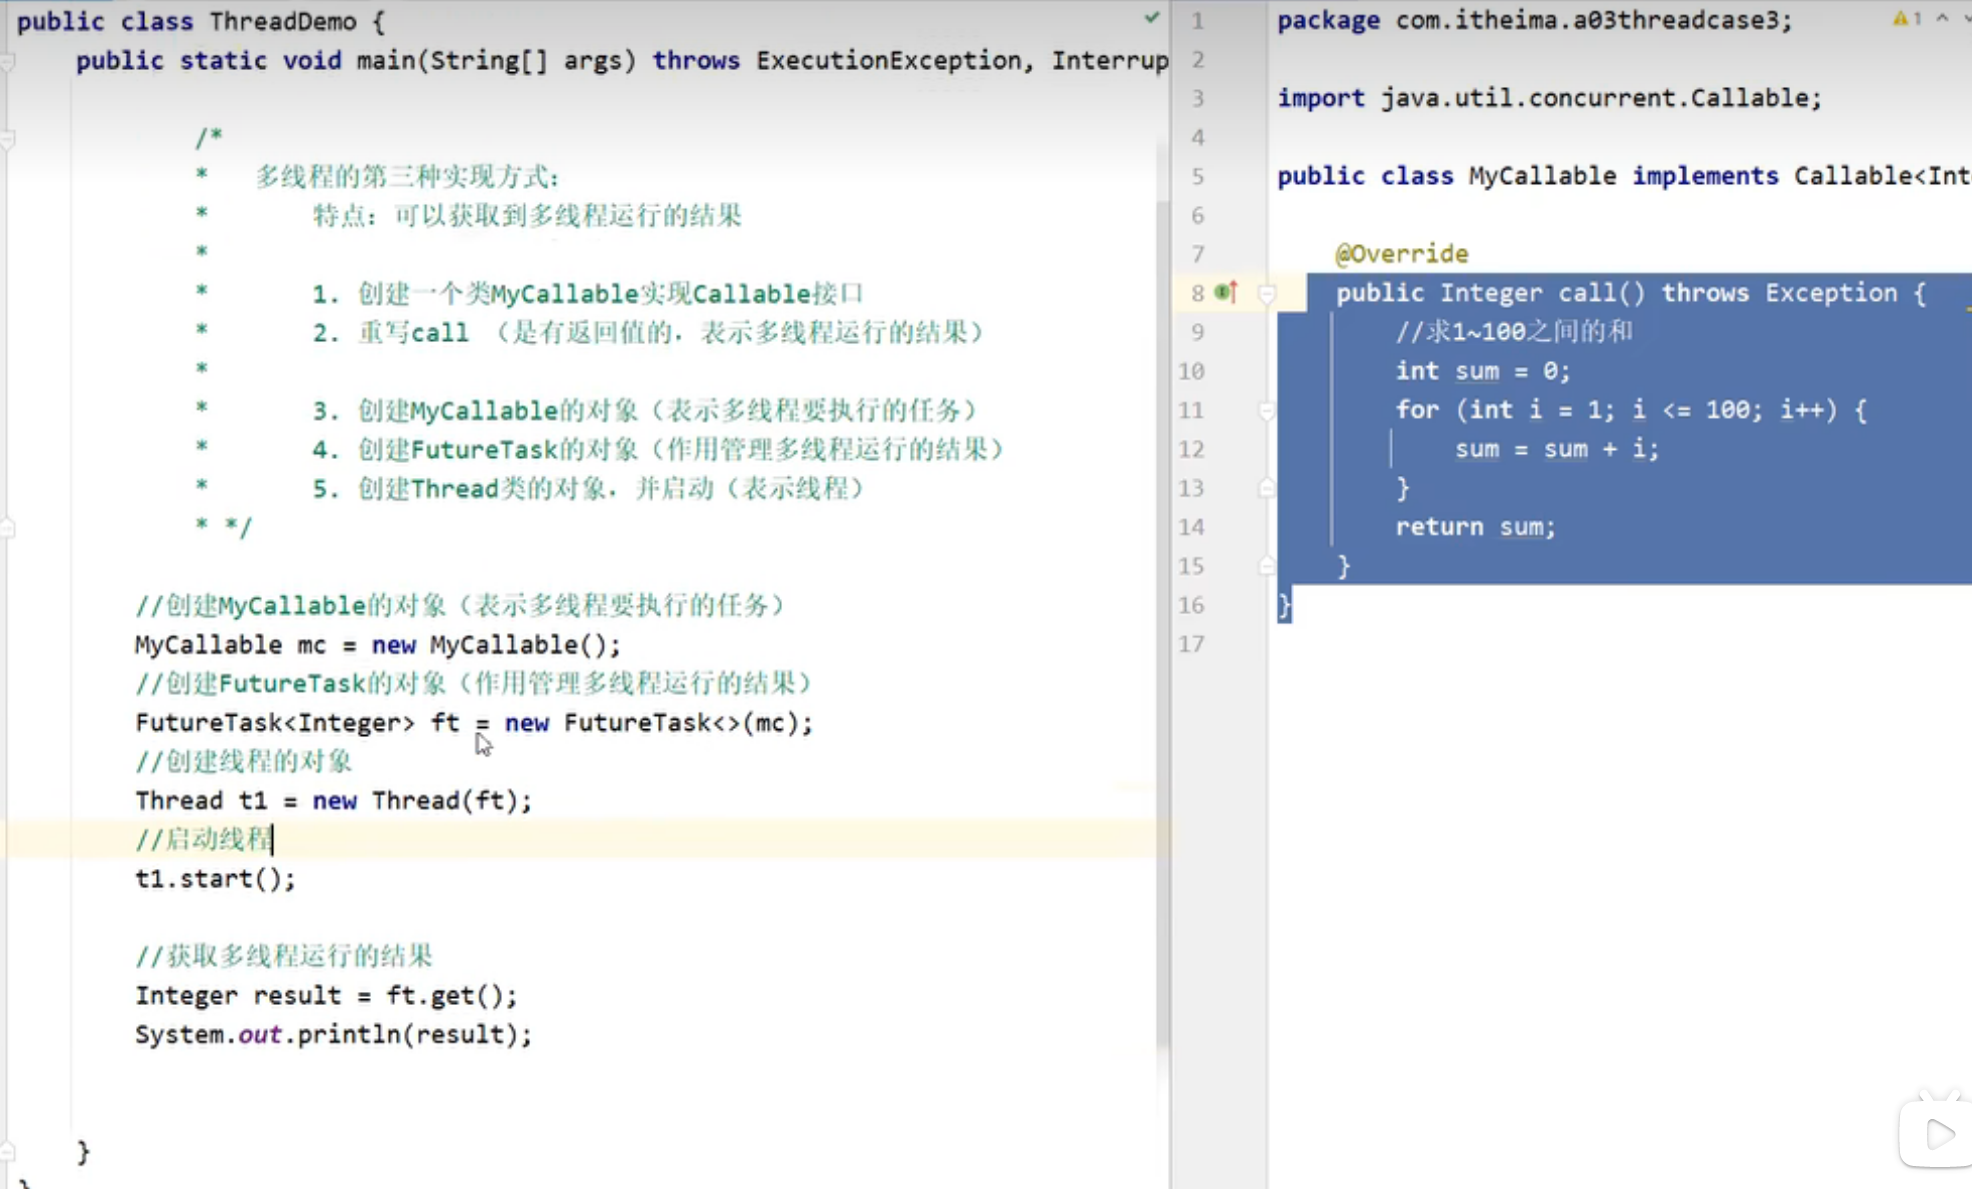 public class ThreadDemo {
public static void main(String[] args) throws ExecutionException, Interrup
/*
* 多线程的第三种实现方式：
* 特点：可以获取到多线程运行的结果
*
* 1. 创建一个类MyCallable实现Callable接口
* 2. 重写call （是有返回值的，表示多线程运行的结果）
*
* 3. 创建MyCallable的对象（表示多线程要执行的任务）
* 4. 创建FutureTask的对象（作用管理多线程运行的结果）
* 5. 创建Thread类的对象，并启动（表示线程）
* */
//创建MyCallable的对象（表示多线程要执行的任务）
MyCallable mc = new MyCallable();
//创建FutureTask的对象（作用管理多线程运行的结果）
FutureTask<Integer> ft = new FutureTask<>(mc);
//创建线程的对象
Thread t1 = new Thread(ft);
//启动线程
t1.start();
//获取多线程运行的结果
Integer result = ft.get();
System.out.println(result);
}
1 package com.itheima.a03threadcase3;
1
2
3 import java.util.concurrent.Callable;
4
5 public class MyCallable implements Callable<Int
6
7 @Override
8 public Integer call() throws Exception {
9 //求1~100之间的和
10 int sum = 0;
11 for (int i = 1; i <= 100; i++) {
12 sum = sum + i;
13 }
14 return sum;
15 }
16 }
17